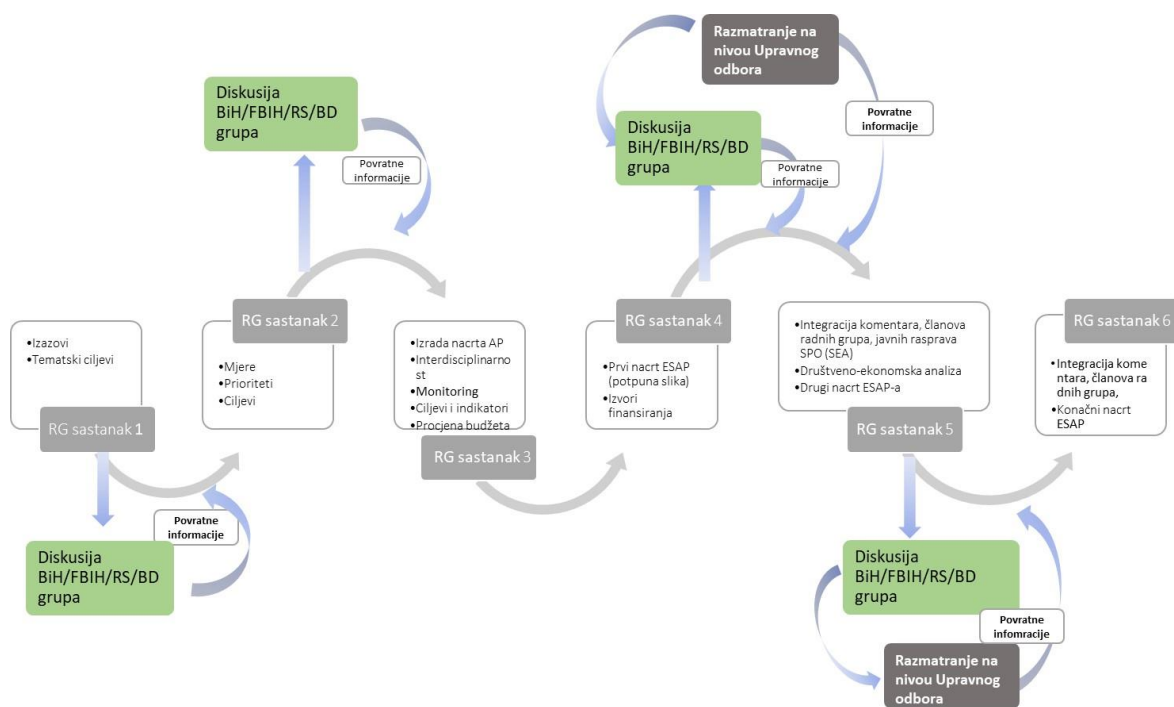 Razmatranje na
nivou Upravnog
odbora
Diskusija
BiH/FBIH/RS/BD
grupa
Povratne
informacije
Diskusija
BiH/FBIH/RS/BD
grupa
Povratne
informacije
Povratne
informacije
RG sastanak 1
•Izazovi
•Tematski ciljevi
RG sastanak 2
•Mjere
•Prioriteti
•Ciljevi
•Izrada nacrta AP
•Interdisciplinarno
st
•Monitoring
•Ciljevi i indikatori
•Procjena budžeta
RG sastanak 3
RG sastanak 4
•Prvi nacrt ESAP
(potpuna slika)
•Izvori
finansiranja
•Integracija komentara, članova
radnih grupa, javnih rasprava
SPO (SEA)
•Društveno-ekonomska analiza
•Drugi nacrt ESAP-a
RG sastanak 5
RG sastanak 6
•Integracija kome
ntara, članova ra
dnih grupa,
•Konačni nacrt
ESAP
Povratne
informacije
Diskusija
BiH/FBIH/RS/BD
grupa
Diskusija
BiH/FBIH/RS/BD
grupa
Povratne
infomracije
Razmatranje na
nivou Upravnog
odbora